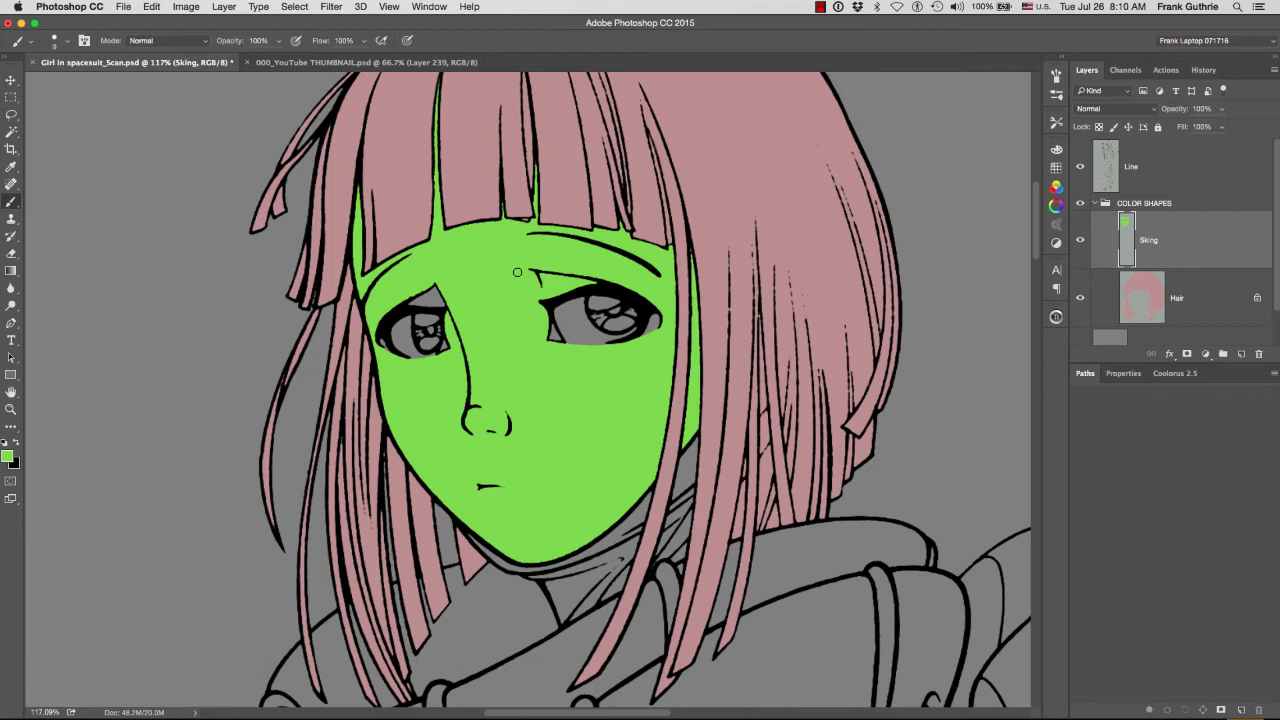 Photoshop CC File Edit Image Layer Type Select Filter 3D View Window Help 100% U.S. Tue Jul 26 8:10 AM Frank Guthrie
Adobe Photoshop CC 2015
9 Mode: Normal Opacity: 100% Flow: 100% Frank Laptop 071716
Girl in spacesuit_Scan.psd @ 117% (Sking, RGB/8) * 000_YouTube THUMBNAIL.psd @ 66.7% (Layer 239, RGB/8)
Layers Channels Actions History
Kind
Normal Opacity: 100%
Lock: Fill: 100%
Line
COLOR SHAPES
Sking
Hair
Paths Properties Coolorus 2.5
117.09% Doc: 48.2M/20.0M